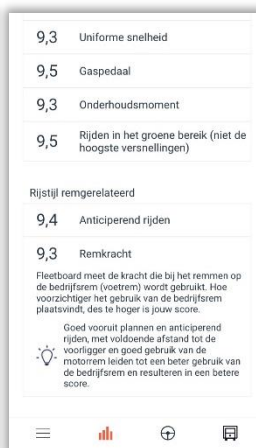 9,3 Uniforme snelheid
9,5 Gaspedaal
9,3 Onderhoudsmoment
9,5 Rijden in het groene bereik (niet de
hoogste versnellingen)
Rijstijl remgerelateerd
9,4 Anticiperend rijden
9,3 Remkracht
Fleetboard meet de kracht die bij het remmen op
de bedrijfsrem (voetrem) wordt gebruikt. Hoe
voorzichtiger het gebruik van de bedrijfsrem
plaatsvindt, des te hoger is jouw score.
Goed vooruit plannen en anticiperend
rijden, met voldoende afstand tot de
voorligger en goed gebruik van de
motorrem leiden tot een beter gebruik van
de bedrijfsrem en resulteren in een betere
score.